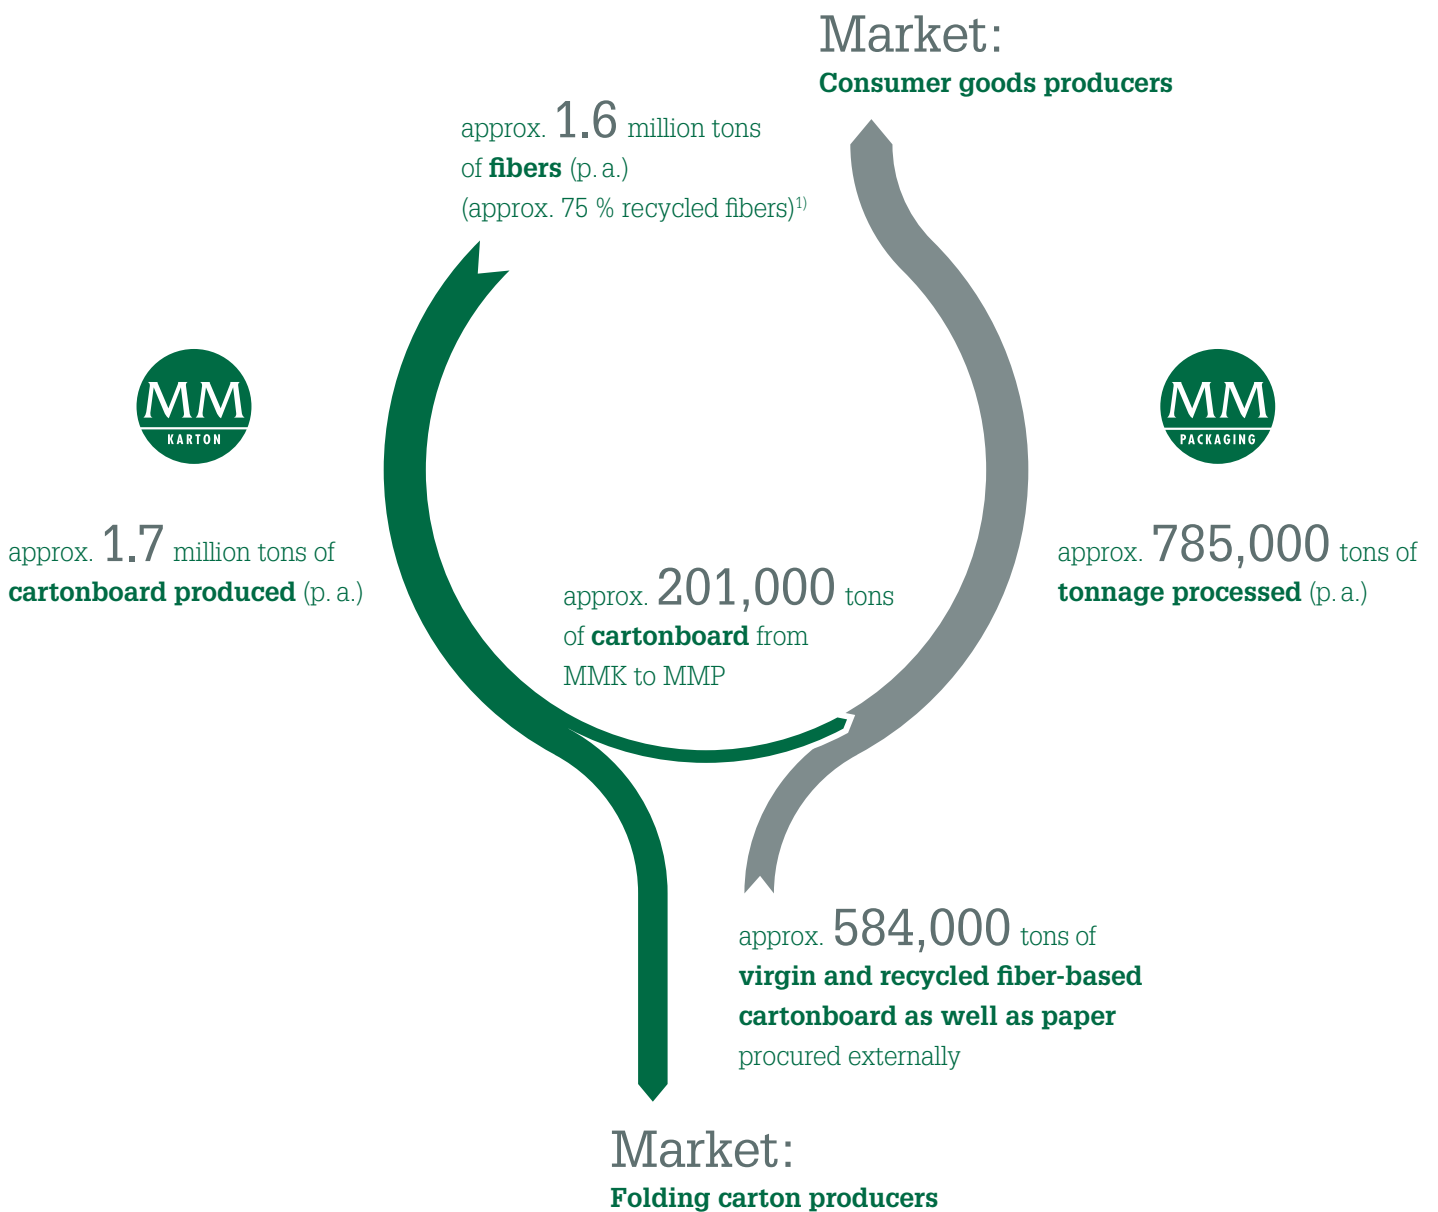 Market:
Consumer goods producers
approx. 1.6 million tons
of fibers (p. a.)
(approx. 75 % recycled fibers)1)
MM
KARTON
MM
PACKAGING
approx. 1.7 million tons of
cartonboard produced (p. a.)
approx. 201,000 tons
of cartonboard from
MMK to MMP
approx. 785,000 tons of
tonnage processed (p. a.)
approx. 584,000 tons of
virgin and recycled fiber-based
cartonboard as well as paper
procured externally
Market:
Folding carton producers